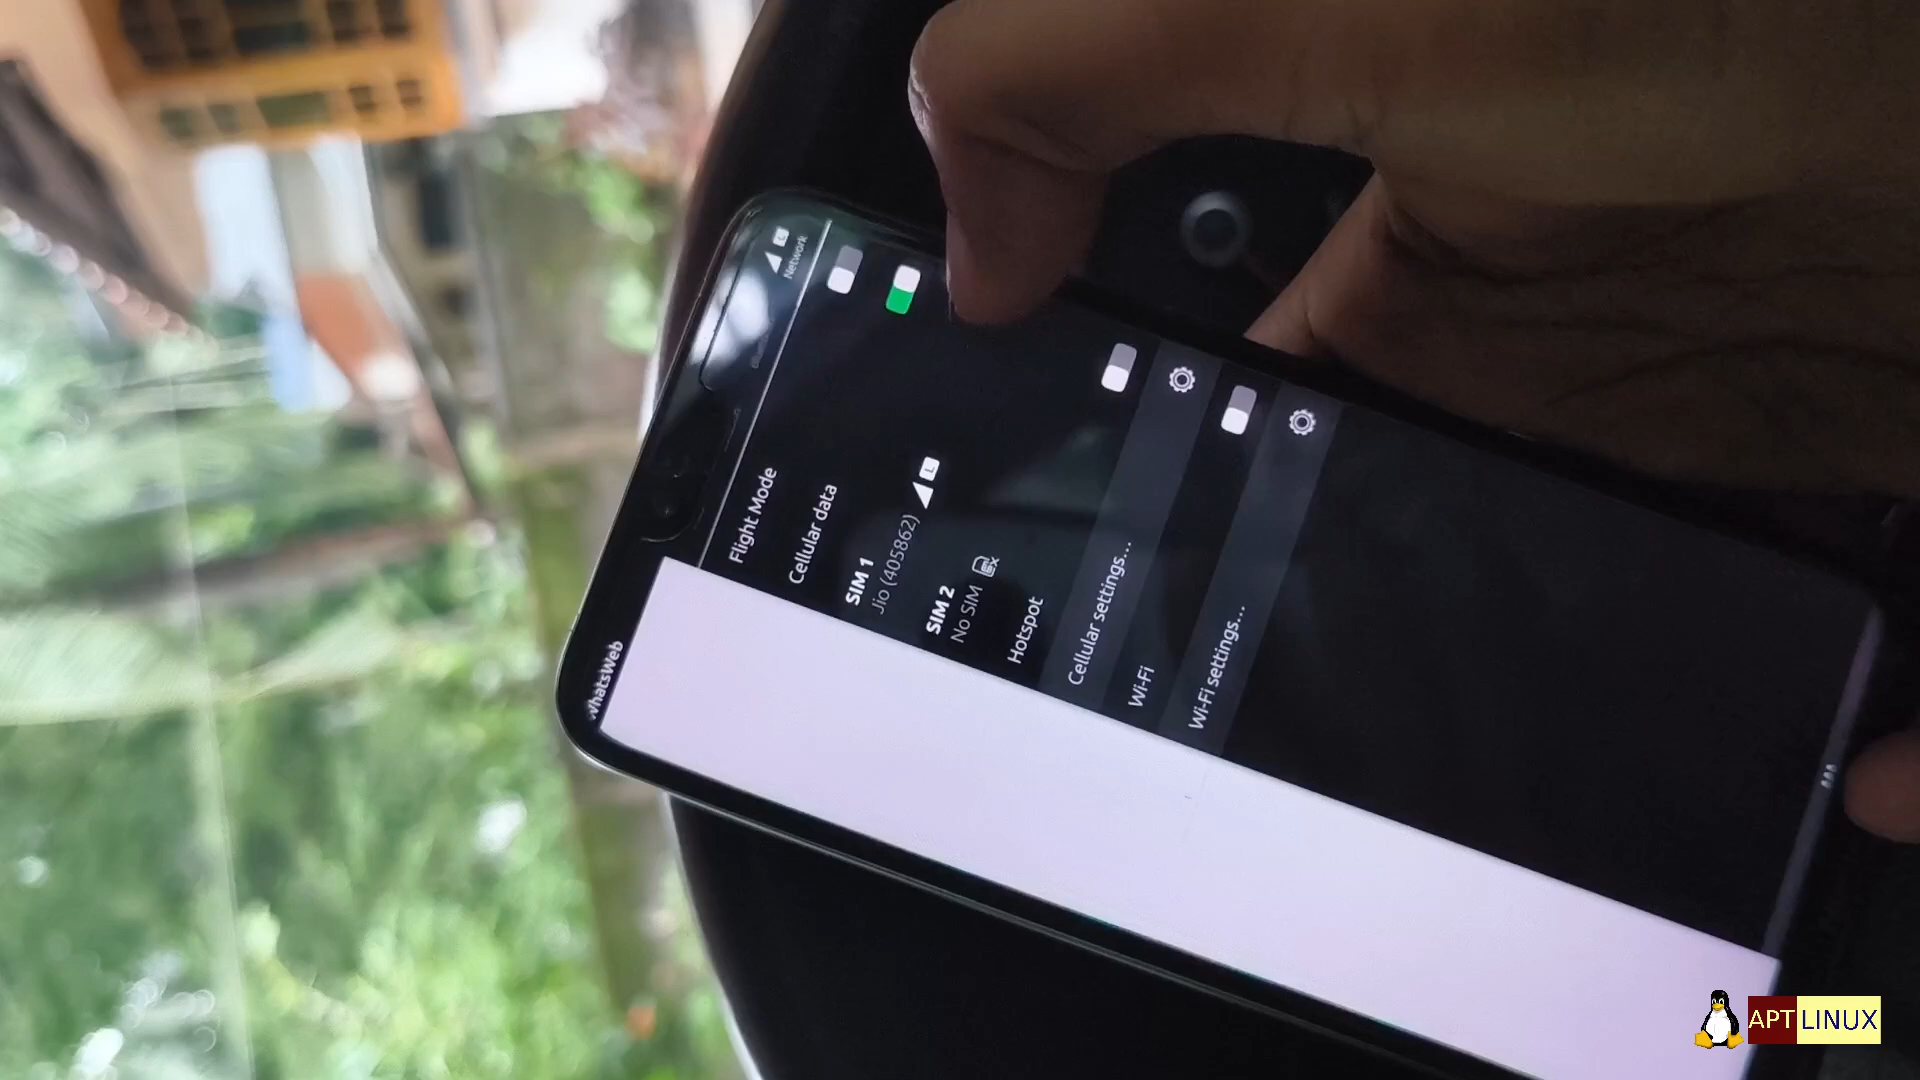 WhatsWeb
Network
Flight Mode
Cellular data
SIM 1
Jio (405862)
L
SIM 2
No SIM
Hotspot
Cellular settings...
Wi-Fi
Wi-Fi settings...
APT LINUX